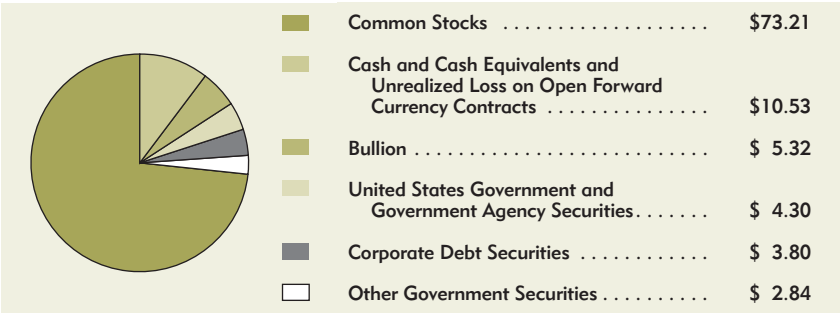 Common Stocks . . . . . . . . . . . . . . . . . . . $73.21
Cash and Cash Equivalents and
Unrealized Loss on Open Forward
Currency Contracts . . . . . . . . . . . . . . . $10.53
Bullion . . . . . . . . . . . . . . . . . . . . . . . . . . . $ 5.32
United States Government and
Government Agency Securities . . . . . . . $ 4.30
Corporate Debt Securities . . . . . . . . . . . . $ 3.80
Other Government Securities . . . . . . . . . . $ 2.84